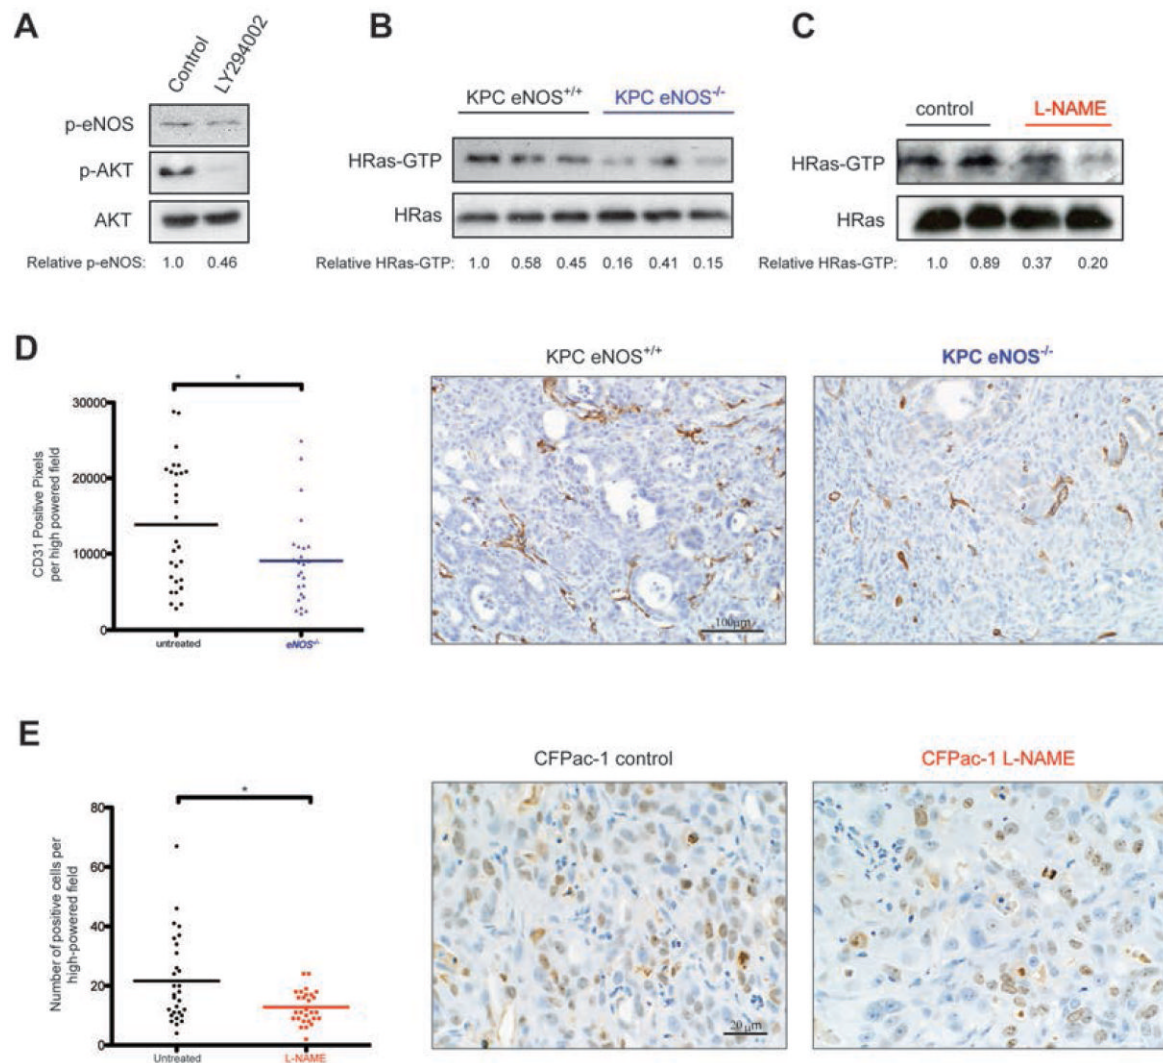 A
Control
LY294002
p-eNOS
p-AKT
AKT
Relative p-eNOS: 1.0 0.46
B
KPC eNOS+/+ KPC eNOS-/-
HRas-GTP
HRas
Relative HRas-GTP: 1.0 0.58 0.45 0.16 0.41 0.15
C
control L-NAME
HRas-GTP
HRas
Relative HRas-GTP: 1.0 0.89 0.37 0.20
D
*
30000
20000
10000
0
CD31 Positive Pixels
per high powered field
untreated eNOS-/-
KPC eNOS+/+
100µm
KPC eNOS-/-
E
*
80
60
40
20
0
Number of positive cells per
high-powered field
Untreated L-NAME
CFPac-1 control
20 µm
CFPac-1 L-NAME